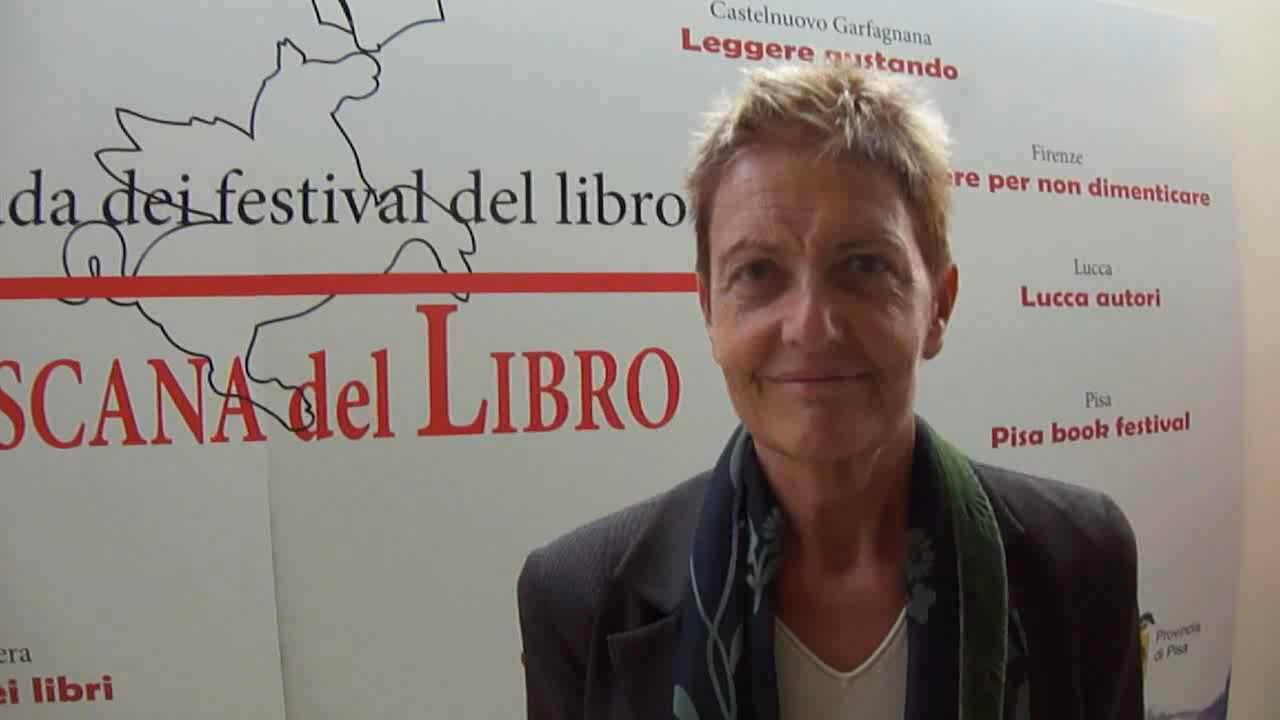 Castelnuovo Garfagnana
Leggere gustando
Firenze
ere per non dimenticare
da dei festival del libro
Lucca
Lucca autori
SCANA del LIBRO
Pisa
Pisa book festival
Provincia
di Pisa
era
ei libri